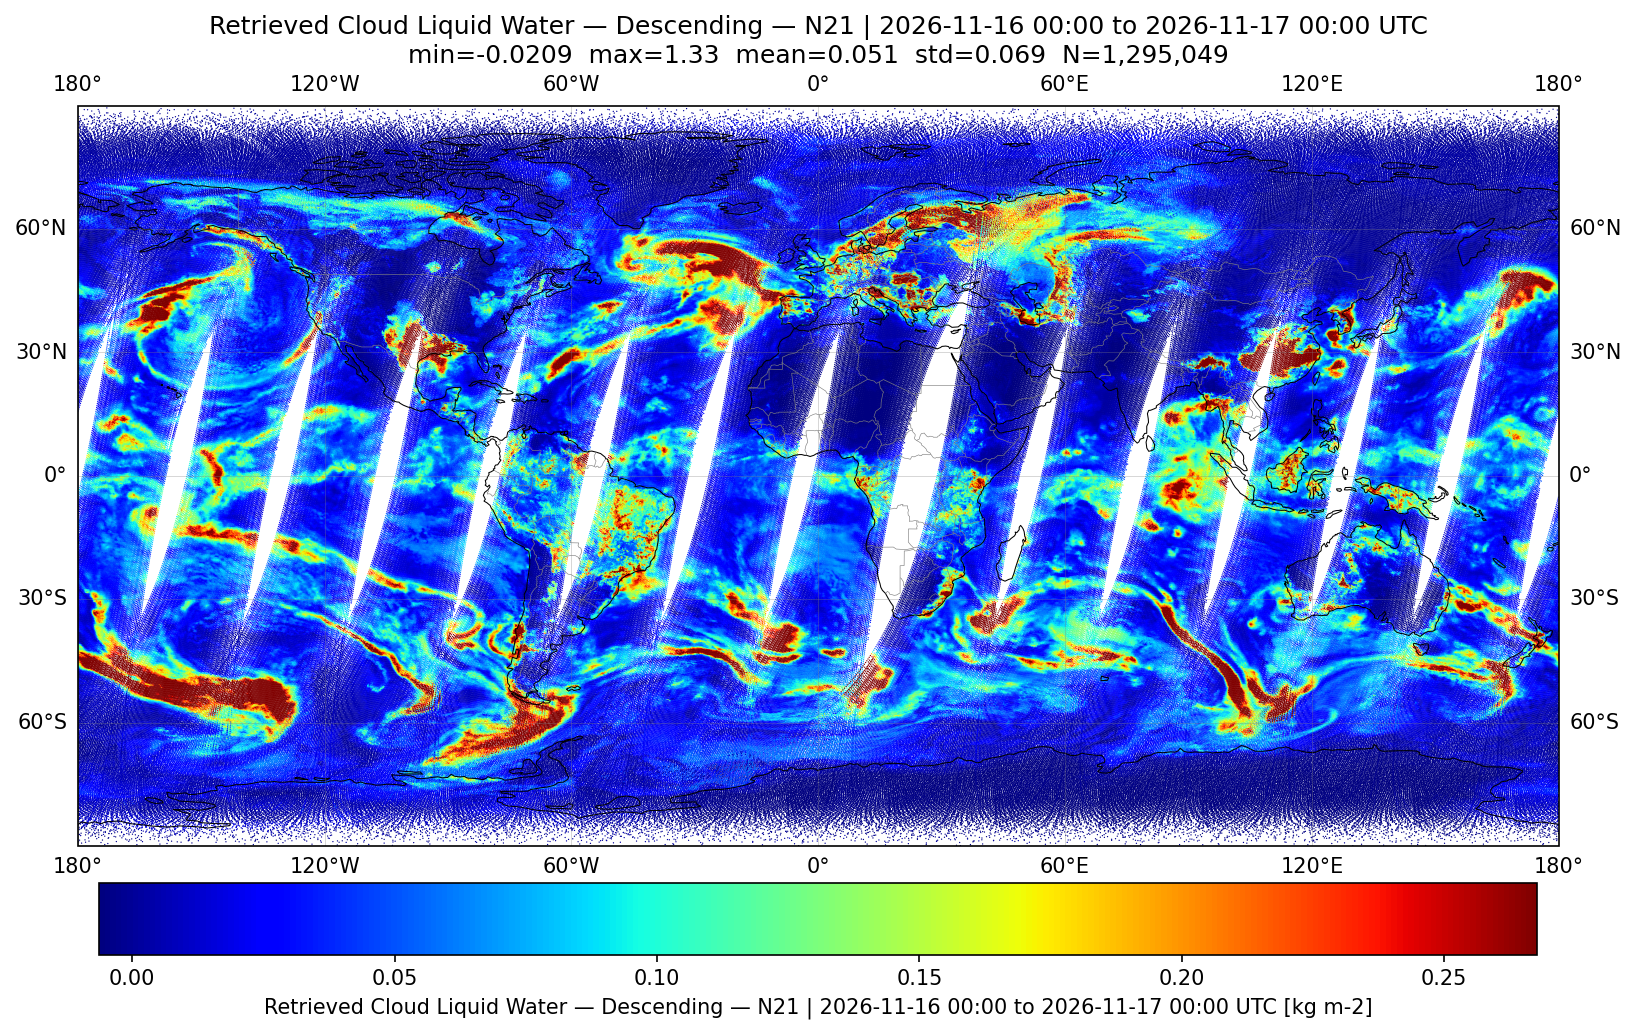 Retrieved Cloud Liquid Water — Descending — N21 | 2026-11-16 00:00 to 2026-11-17 00:00 UTC
min=-0.0209  max=1.33  mean=0.051  std=0.069  N=1,295,049
180° 120°W 60°W 0° 60°E 120°E 180°
60°N 60°N
30°N 30°N
0° 0°
30°S 30°S
60°S 60°S
180° 120°W 60°W 0° 60°E 120°E 180°
0.00 0.05 0.10 0.15 0.20 0.25
Retrieved Cloud Liquid Water — Descending — N21 | 2026-11-16 00:00 to 2026-11-17 00:00 UTC [kg m-2]